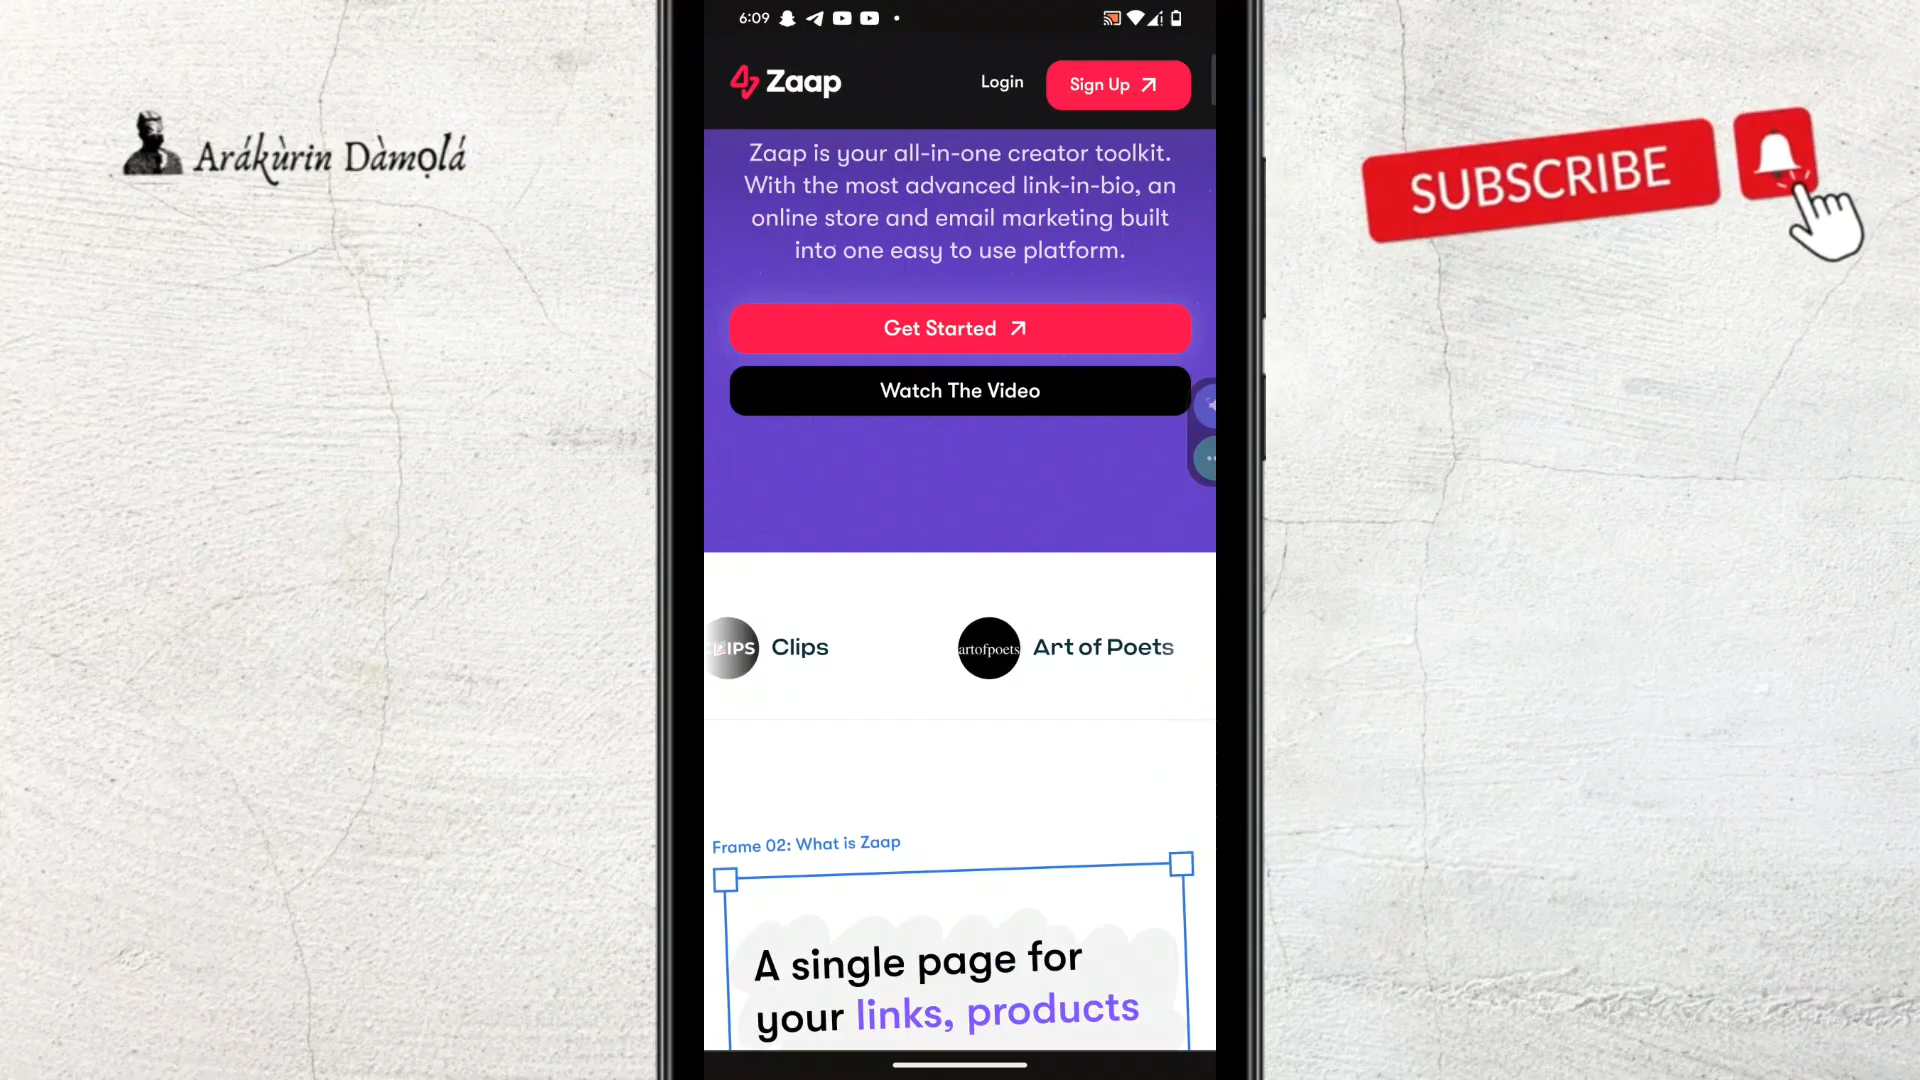 6:09
Zaap
Login
Sign Up
Arákùrin Dàmọlá
SUBSCRIBE
Zaap is your all-in-one creator toolkit.
With the most advanced link-in-bio, an
online store and email marketing built
into one easy to use platform.
Get Started
Watch The Video
CLIPS
Clips
artofpoets
Art of Poets
Frame 02: What is Zaap
A single page for
your links, products